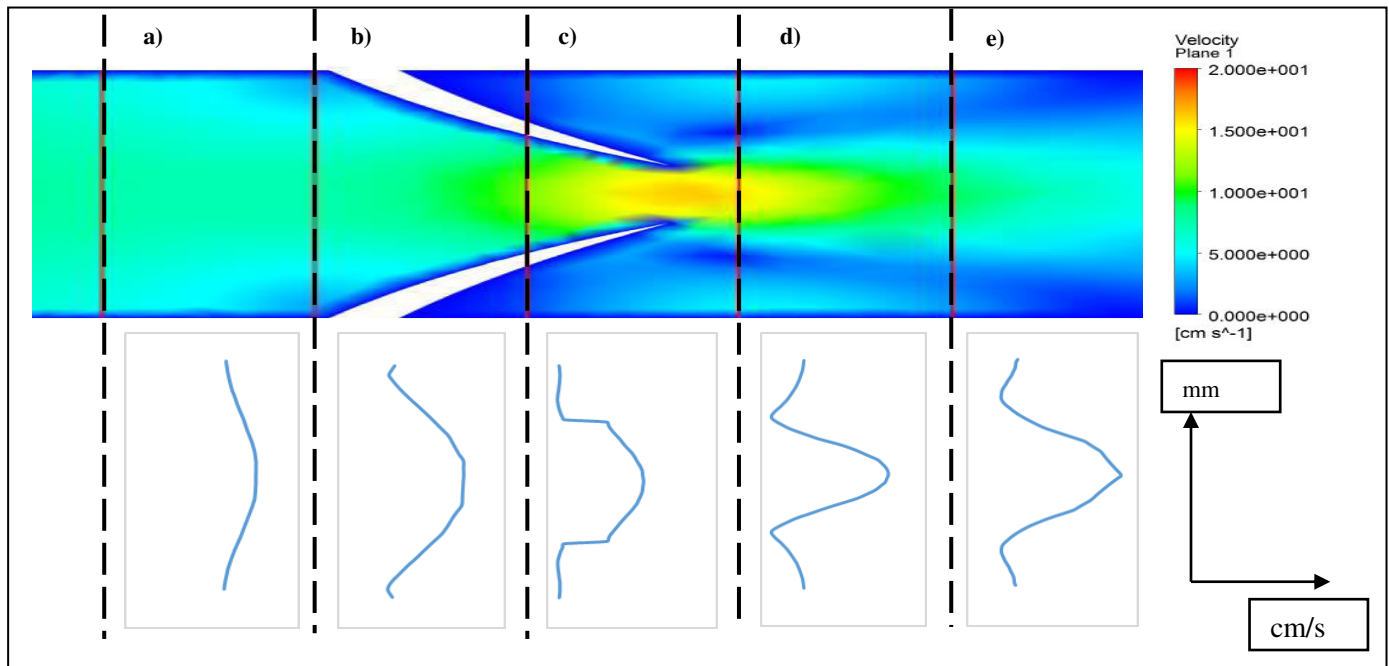 a)
b)
c)
d)
e)
Velocity
Plane 1
2.000e+001
1.500e+001
1.000e+001
5.000e+000
0.000e+000
[cm s^-1]
mm
cm/s